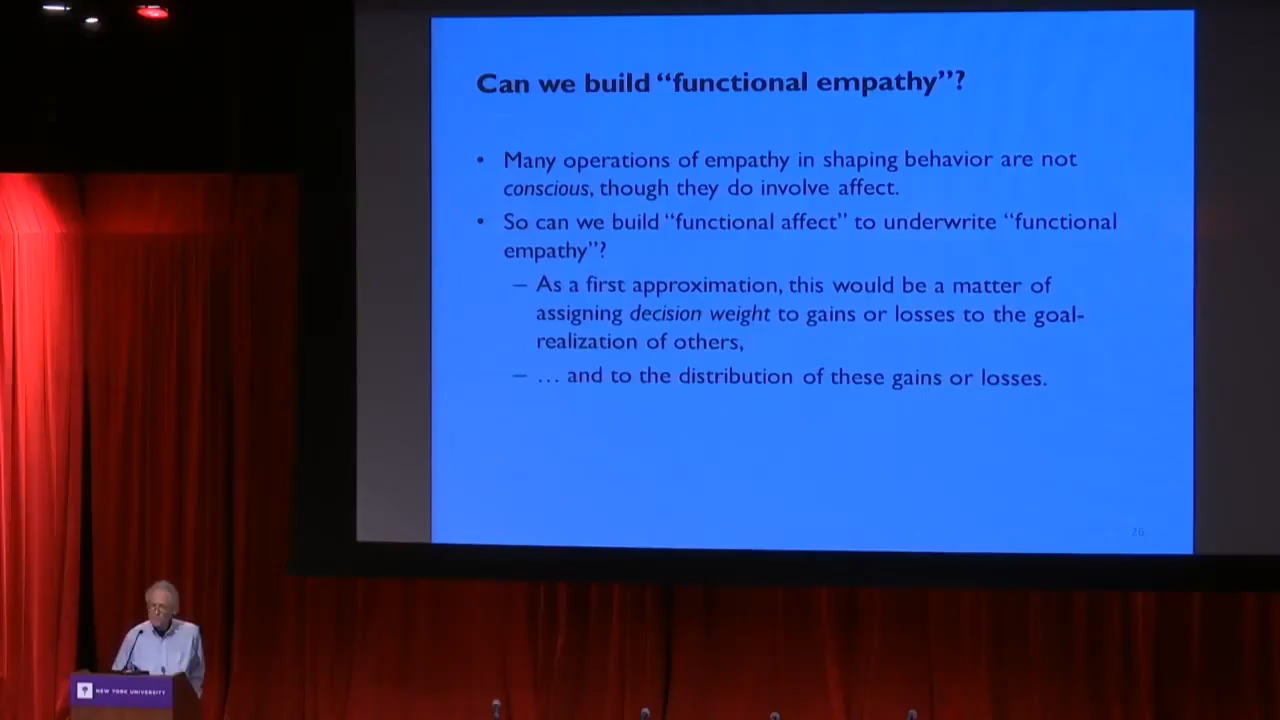 Can we build “functional empathy”?
• Many operations of empathy in shaping behavior are not
conscious, though they do involve affect.
• So can we build “functional affect” to underwrite “functional
empathy”?
– As a first approximation, this would be a matter of
assigning decision weight to gains or losses to the goal-
realization of others,
– … and to the distribution of these gains or losses.
26
NEW YORK UNIVERSITY